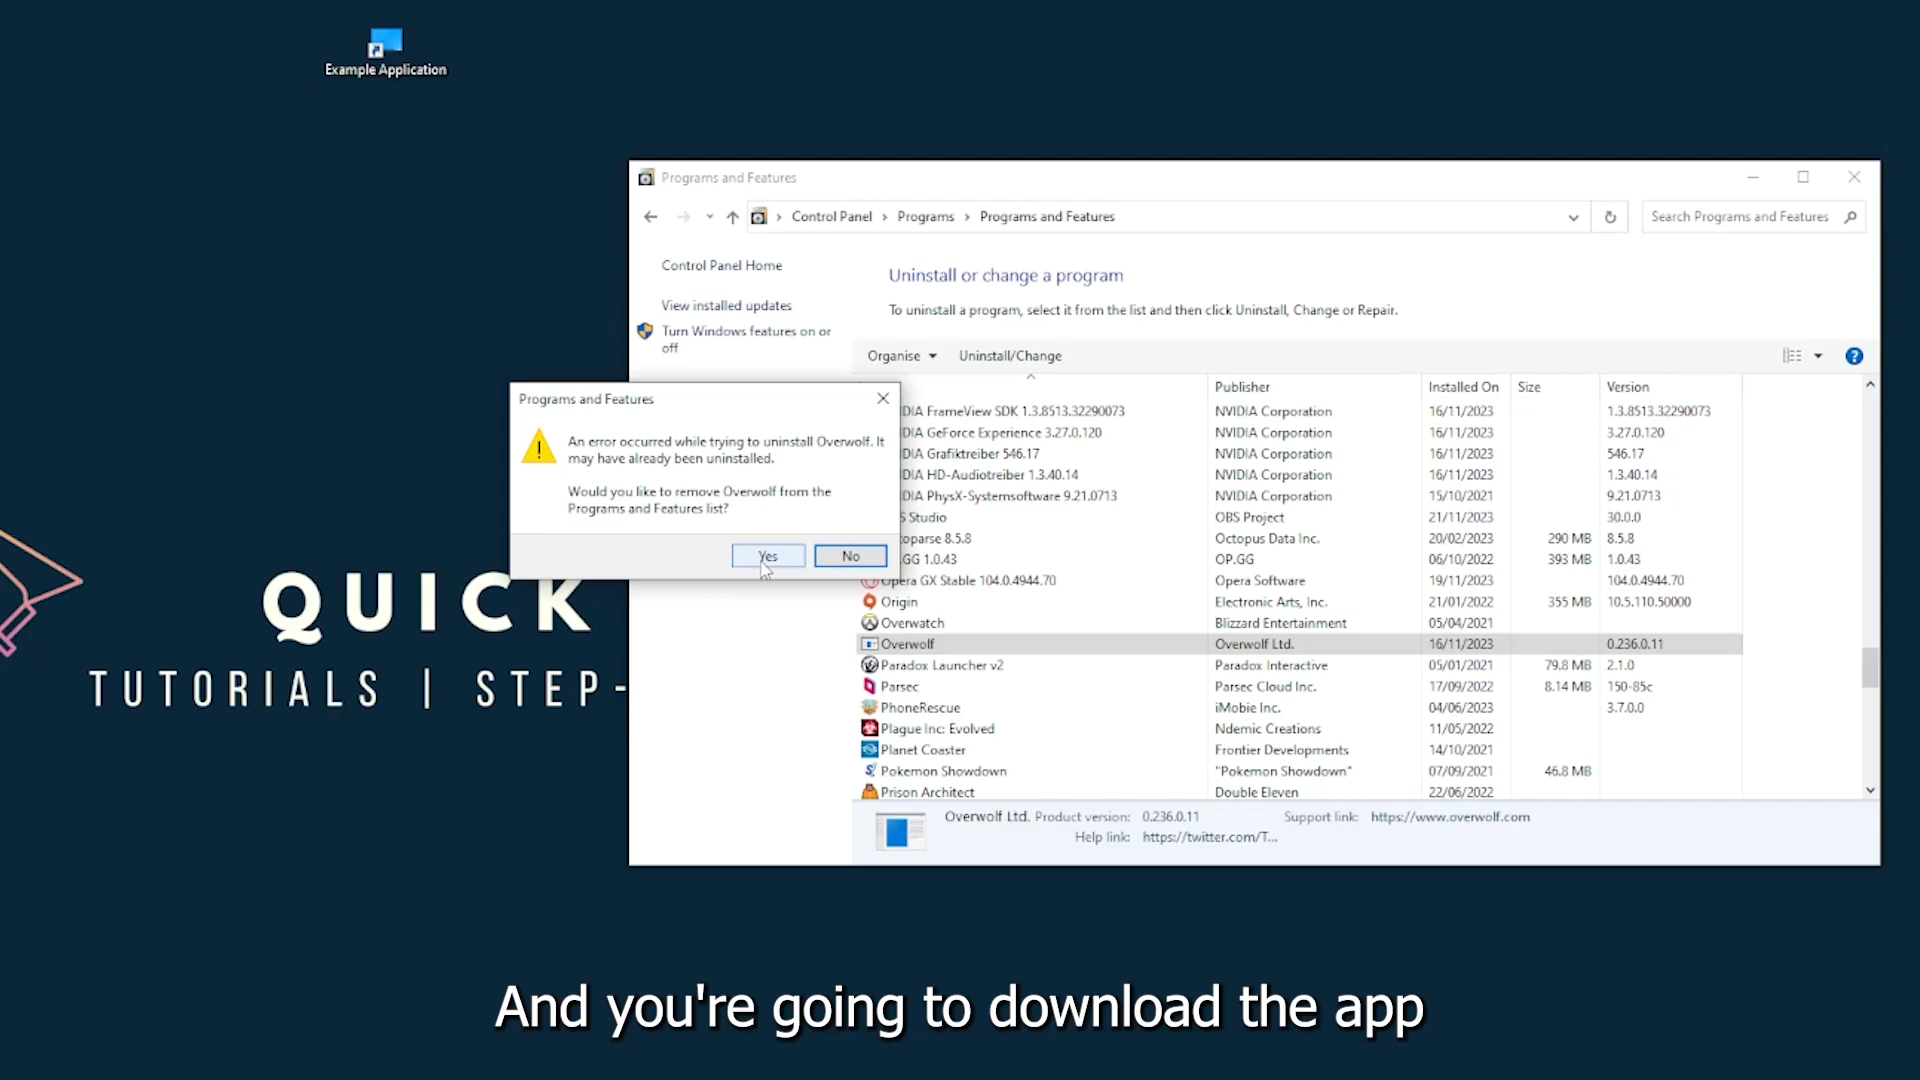 Example Application
Programs and Features
Control Panel > Programs > Programs and Features
Search Programs and Features
Control Panel Home
View installed updates
Turn Windows features on or
off
Uninstall or change a program
To uninstall a program, select it from the list and then click Uninstall, Change or Repair.
Organise Uninstall/Change
Publisher Installed On Size Version
DIA FrameView SDK 1.3.8513.32290073 NVIDIA Corporation 16/11/2023 1.3.8513.32290073
DIA GeForce Experience 3.27.0.120 NVIDIA Corporation 16/11/2023 3.27.0.120
DIA Grafiktreiber 546.17 NVIDIA Corporation 16/11/2023 546.17
DIA HD-Audiotreiber 1.3.40.14 NVIDIA Corporation 16/11/2023 1.3.40.14
DIA PhysX-Systemsoftware 9.21.0713 NVIDIA Corporation 15/10/2021 9.21.0713
S Studio OBS Project 21/11/2023 30.0.0
oparse 8.5.8 Octopus Data Inc. 20/02/2023 290 MB 8.5.8
.GG 1.0.43 OP.GG 06/10/2022 393 MB 1.0.43
Opera GX Stable 104.0.4944.70 Opera Software 19/11/2023 104.0.4944.70
Origin Electronic Arts, Inc. 21/01/2022 355 MB 10.5.110.50000
Overwatch Blizzard Entertainment 05/04/2021
Overwolf Overwolf Ltd. 16/11/2023 0.236.0.11
Paradox Launcher v2 Paradox Interactive 05/01/2021 79.8 MB 2.1.0
Parsec Parsec Cloud Inc. 17/09/2022 8.14 MB 150-85c
PhoneRescue iMobie Inc. 04/06/2023 3.7.0.0
Plague Inc: Evolved Ndemic Creations 11/05/2022
Planet Coaster Frontier Developments 14/10/2021
Pokemon Showdown "Pokemon Showdown" 07/09/2021 46.8 MB
Prison Architect Double Eleven 22/06/2022
Overwolf Ltd. Product version: 0.236.0.11 Support link: https://www.overwolf.com
Help link: https://twitter.com/T...
Programs and Features
An error occurred while trying to uninstall Overwolf. It
may have already been uninstalled.
Would you like to remove Overwolf from the
Programs and Features list?
Yes No
QUICK
TUTORIALS | STEP-
And you're going to download the app